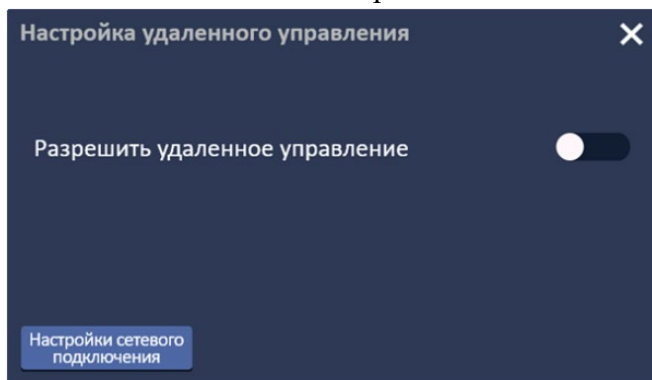 Настройка удаленного управления
Разрешить удаленное управление
Настройки сетевого
подключения